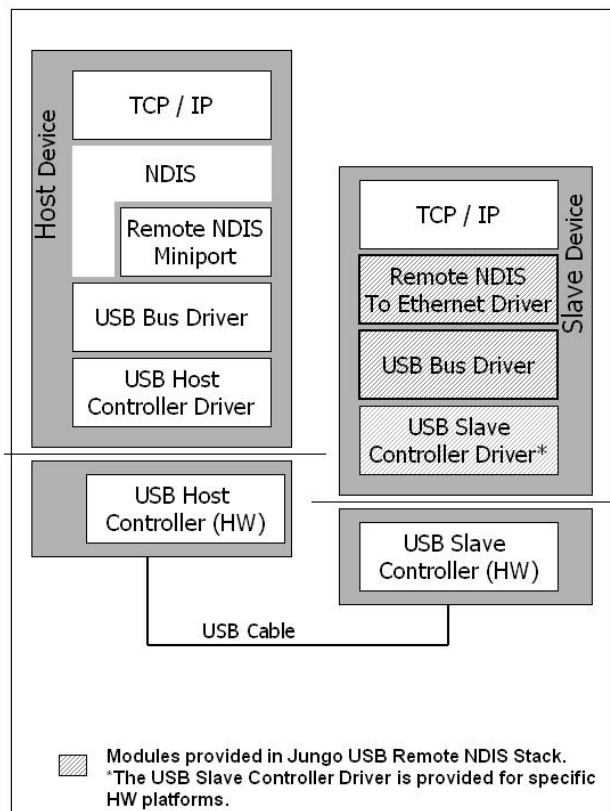 Host Device
TCP / IP
NDIS
Remote NDIS
Miniport
USB Bus Driver
USB Host
Controller Driver
USB Host
Controller (HW)
Slave Device
TCP / IP
Remote NDIS
To Ethernet Driver
USB Bus Driver
USB Slave
Controller Driver*
USB Slave
Controller (HW)
USB Cable
Modules provided in Jungo USB Remote NDIS Stack.
*The USB Slave Controller Driver is provided for specific
HW platforms.